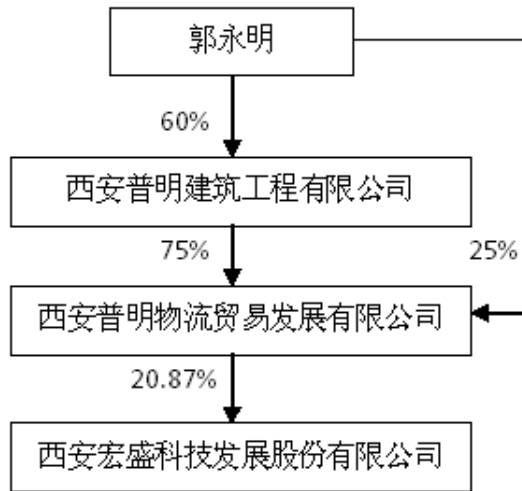 郭永明
60%
西安普明建筑工程有限公司
75%
25%
西安普明物流贸易发展有限公司
20.87%
西安宏盛科技发展股份有限公司